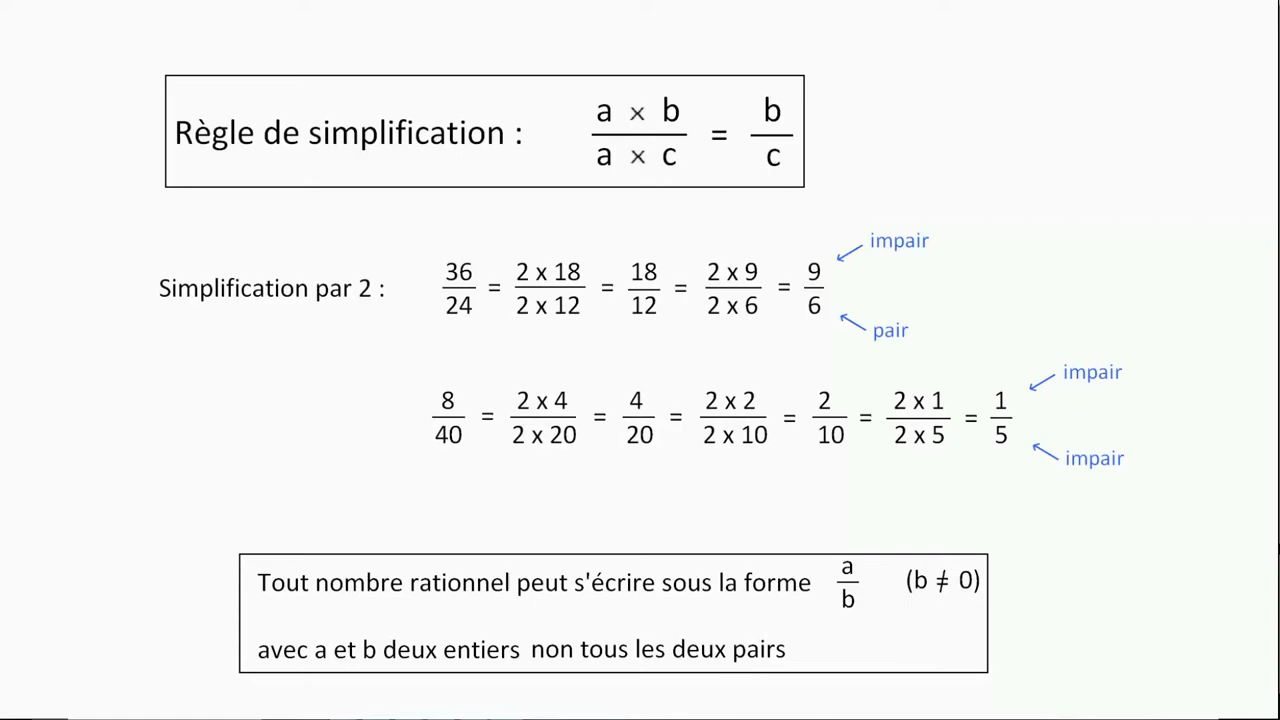 Règle de simplification : a × b / a × c = b / c
impair
Simplification par 2 : 36/24 = 2 x 18 / 2 x 12 = 18/12 = 2 x 9 / 2 x 6 = 9/6
pair
impair
8/40 = 2 x 4 / 2 x 20 = 4/20 = 2 x 2 / 2 x 10 = 2/10 = 2 x 1 / 2 x 5 = 1/5
impair
Tout nombre rationnel peut s'écrire sous la forme a/b (b ≠ 0)
avec a et b deux entiers non tous les deux pairs